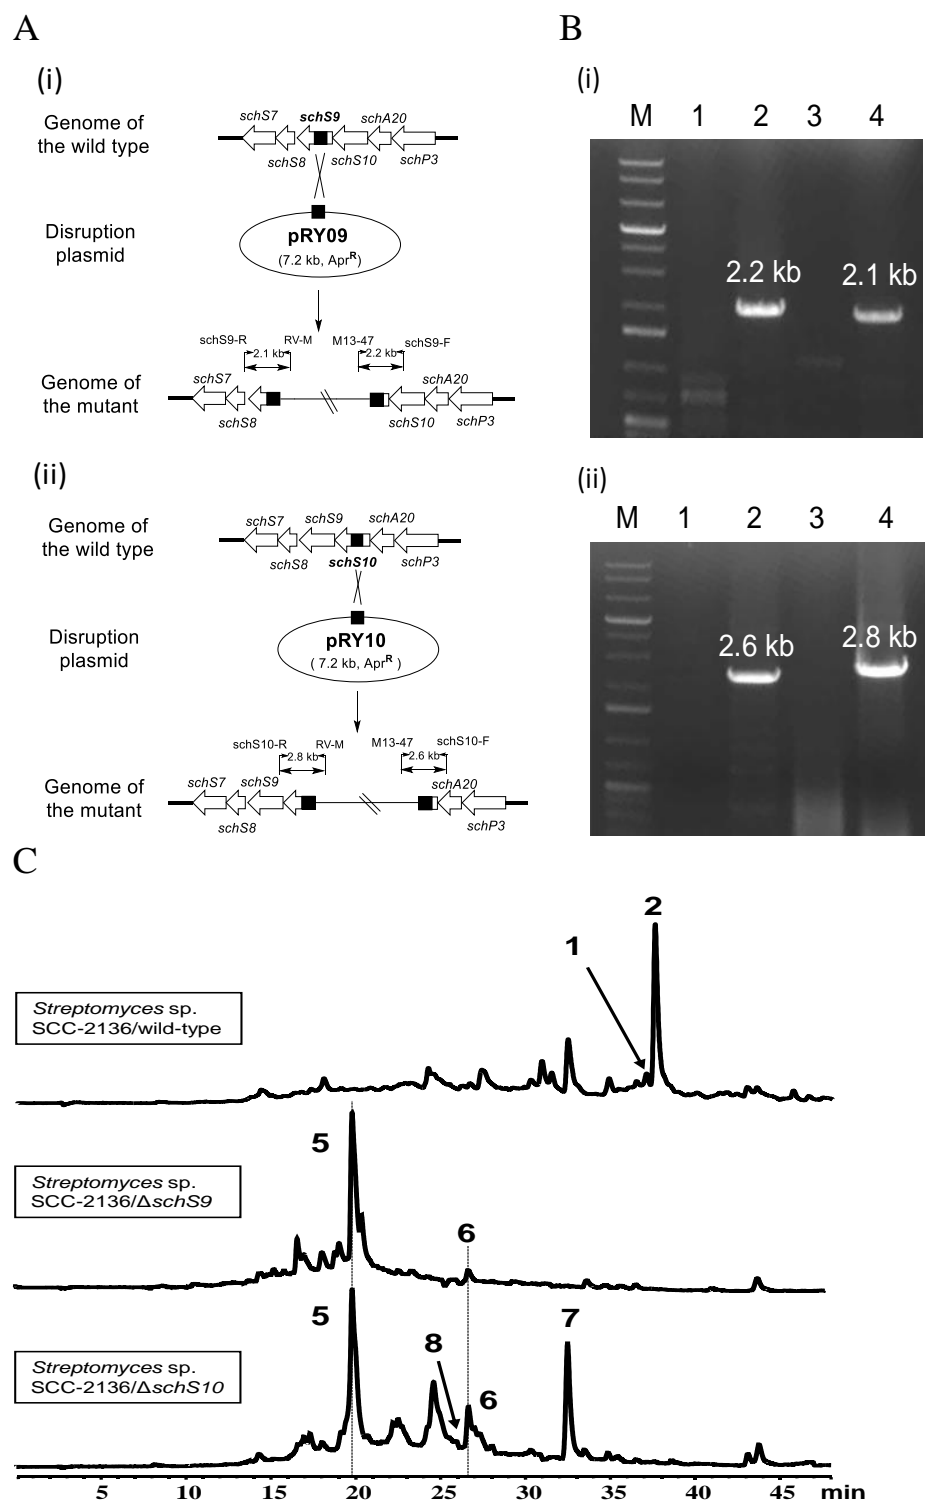 A
B
(i)
Genome of
the wild type
schS7
schS9
schA20
schS8
schS10
schP3
Disruption
plasmid
pRY09
(7.2 kb, AprR)
schS9-R
RV-M
M13-47
schS9-F
2.1 kb
2.2 kb
Genome of
the mutant
schS7
schA20
schS8
schS10
schP3
(ii)
Genome of
the wild type
schS7
schS9
schA20
schS8
schS10
schP3
Disruption
plasmid
pRY10
( 7.2 kb, AprR )
schS10-R
RV-M
M13-47
schS10-F
2.8 kb
2.6 kb
Genome of
the mutant
schS7
schS9
schA20
schS8
schP3
(i)
M 1 2 3 4
2.2 kb
2.1 kb
(ii)
M 1 2 3 4
2.6 kb
2.8 kb
C
Streptomyces sp.
SCC-2136/wild-type
1
2
Streptomyces sp.
SCC-2136/ΔschS9
5
6
Streptomyces sp.
SCC-2136/ΔschS10
5
8
6
7
5 10 15 20 25 30 35 40 45 min